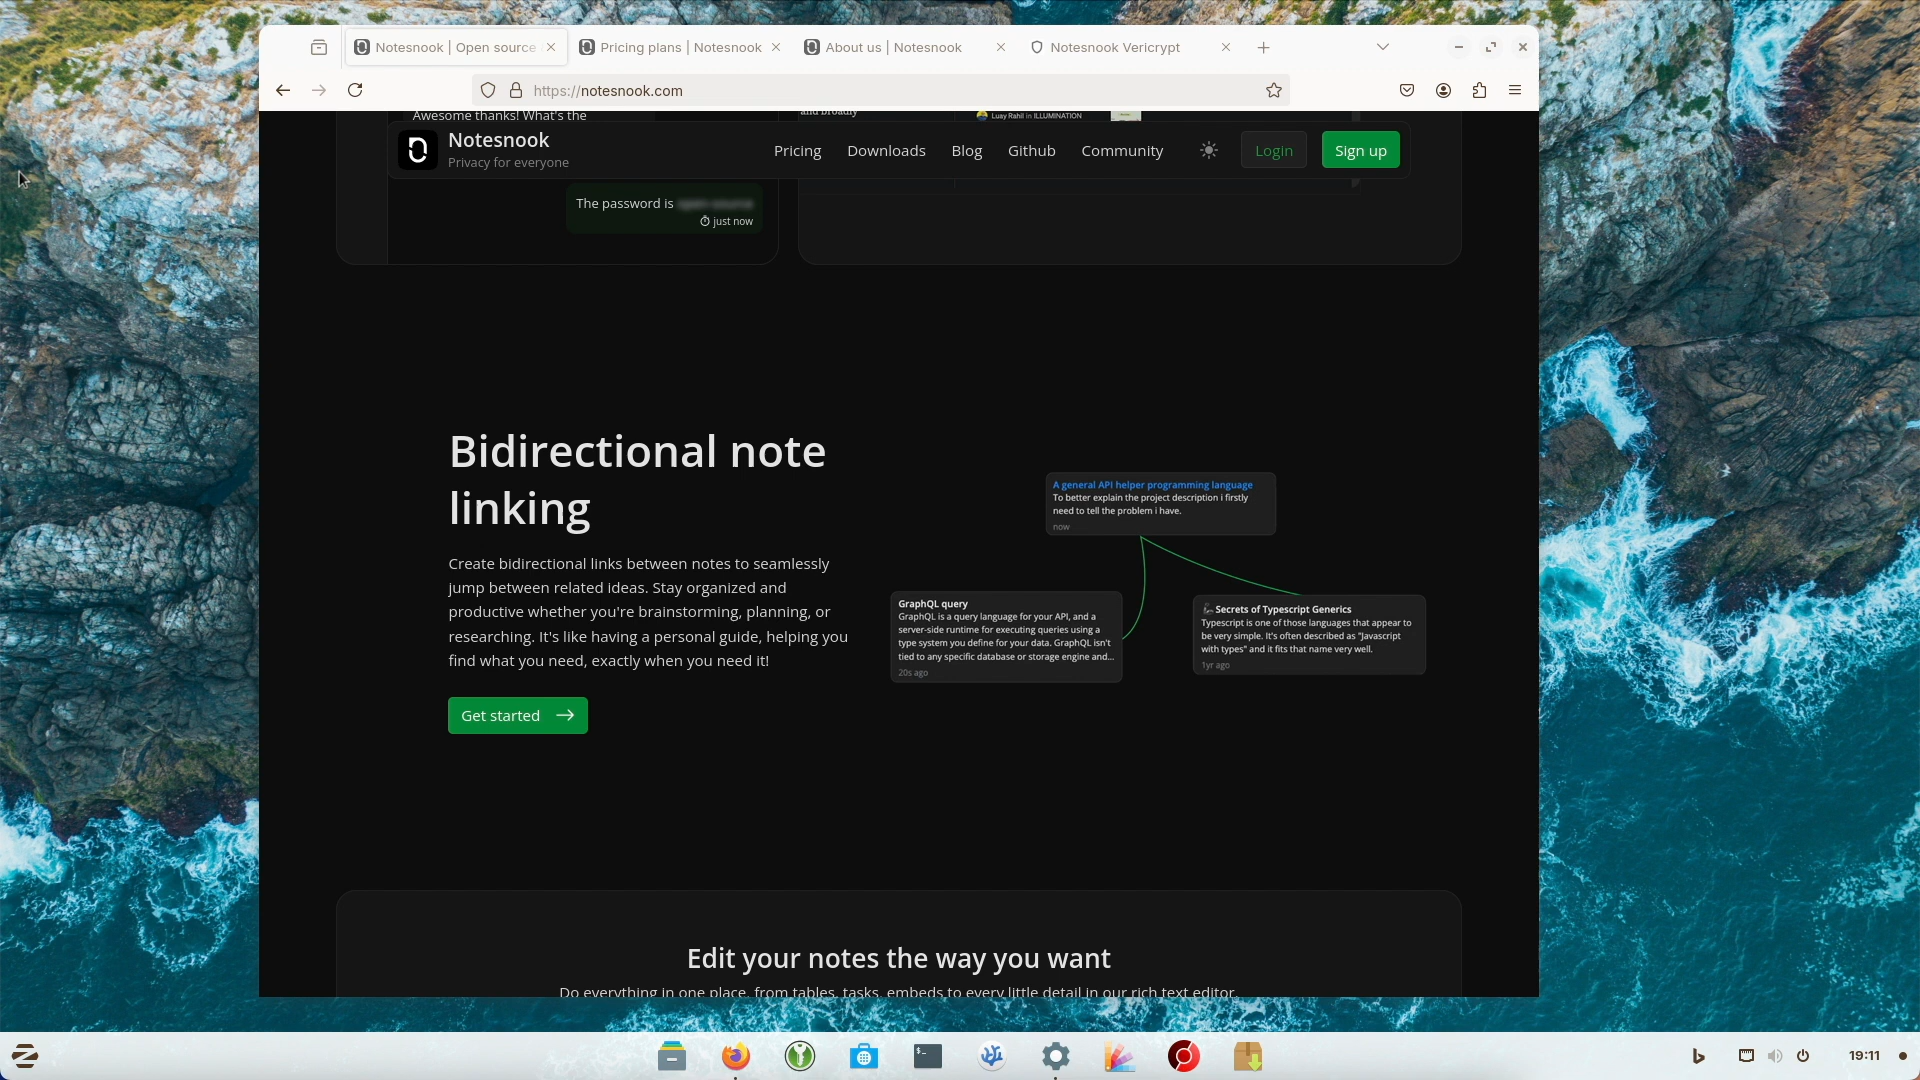 Notesnook | Open source
Pricing plans | Notesnook
About us | Notesnook
Notesnook Vericrypt
https://notesnook.com
Awesome thanks! What's the
and broadly
Luay Rahil in ILLUMINATION
Notesnook
Privacy for everyone
Pricing
Downloads
Blog
Github
Community
Login
Sign up
The password is
just now
Bidirectional note
linking
Create bidirectional links between notes to seamlessly
jump between related ideas. Stay organized and
productive whether you're brainstorming, planning, or
researching. It's like having a personal guide, helping you
find what you need, exactly when you need it!
Get started
A general API helper programming language
To better explain the project description i firstly
need to tell the problem i have.
now
GraphQL query
GraphQL is a query language for your API, and a
server-side runtime for executing queries using a
type system you define for your data. GraphQL isn't
tied to any specific database or storage engine and...
20s ago
Secrets of Typescript Generics
Typescript is one of those languages that appear to
be very simple. It's often described as "Javascript
with types" and it fits that name very well.
1yr ago
Edit your notes the way you want
Do everything in one place, from tables, tasks, embeds to every little detail in our rich text editor.
19:11